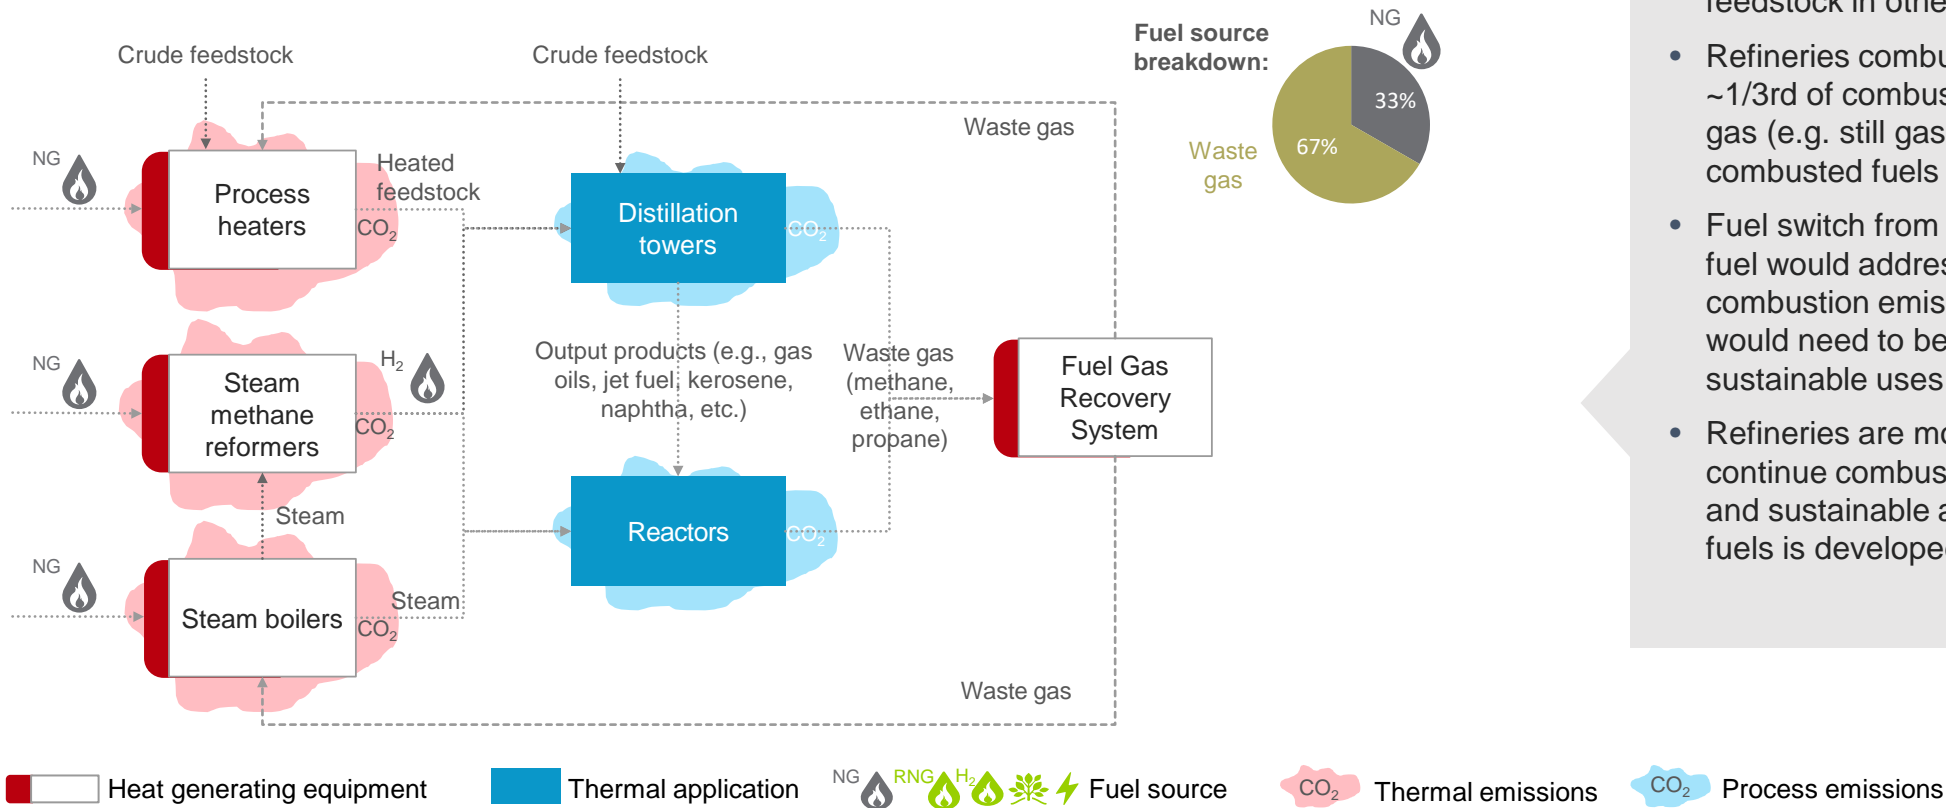 Crude feedstock
Crude feedstock
Fuel source
breakdown:
NG
33%
67%
Waste
gas
Waste gas
NG
Process
heaters
CO₂
Heated
feedstock
Distillation
towers
CO₂
NG
Steam
methane
reformers
CO₂
H₂
Output products (e.g., gas
oils, jet fuel, kerosene,
naphtha, etc.)
Waste gas
(methane,
ethane,
propane)
Fuel Gas
Recovery
System
Steam
NG
Steam boilers
CO₂
Steam
Reactors
CO₂
Waste gas
feedstock in othe
• Refineries combu
~1/3rd of combus
gas (e.g. still gas
combusted fuels
• Fuel switch from
fuel would addres
combustion emis
would need to be
sustainable uses
• Refineries are mo
continue combus
and sustainable a
fuels is develope
Heat generating equipment
Thermal application
NG
RNG
H₂
Fuel source
CO₂
Thermal emissions
CO₂
Process emissions